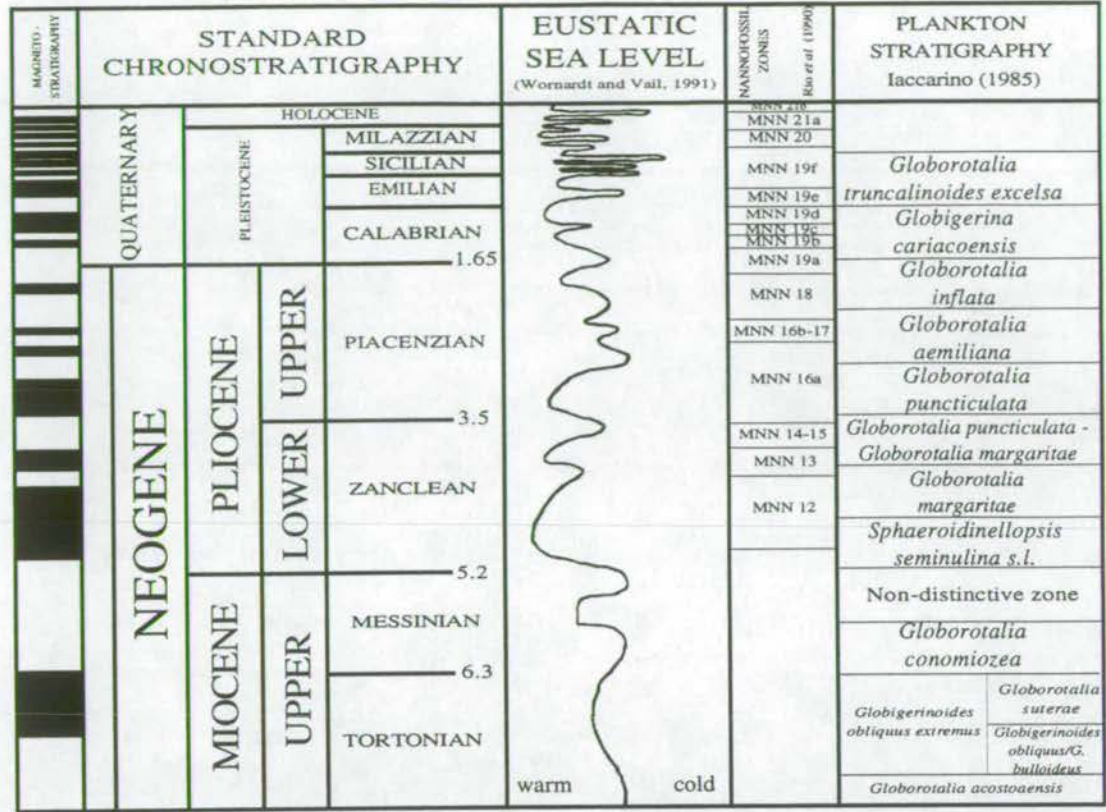 MAGNETO-
STRATIGRAPHY
STANDARD
CHRONOSTRATIGRAPHY
EUSTATIC
SEA LEVEL
(Wornardt and Vail, 1991)
NANNOFOSSIL
ZONES
Rio et al (1990)
PLANKTON
STRATIGRAPHY
Iaccarino (1985)
QUATERNARY
NEOGENE
HOLOCENE
PLEISTOCENE
MILAZZIAN
SICILIAN
EMILIAN
CALABRIAN
1.65
PLIOCENE
UPPER
PIACENZIAN
3.5
LOWER
ZANCLEAN
5.2
MIOCENE
UPPER
MESSINIAN
6.3
TORTONIAN
warm
cold
MNN
MNN 21a
MNN 20
MNN 19f
MNN 19e
MNN 19d
MNN 19c
MNN 19b
MNN 19a
MNN 18
MNN 16b-17
MNN 16a
MNN 14-15
MNN 13
MNN 12
Globorotalia
truncalinoides excelsa
Globigerina
cariacoensis
Globorotalia
inflata
Globorotalia
aemiliana
Globorotalia
puncticulata
Globorotalia puncticulata -
Globorotalia margaritae
Globorotalia
margaritae
Sphaeroidinellopsis
seminulina s.l.
Non-distinctive zone
Globorotalia
conomiozea
Globigerinoides
obliquus extremus
Globorotalia
suterae
Globigerinoides
obliquus/G.
bulloideus
Globorotalia acostoaensis